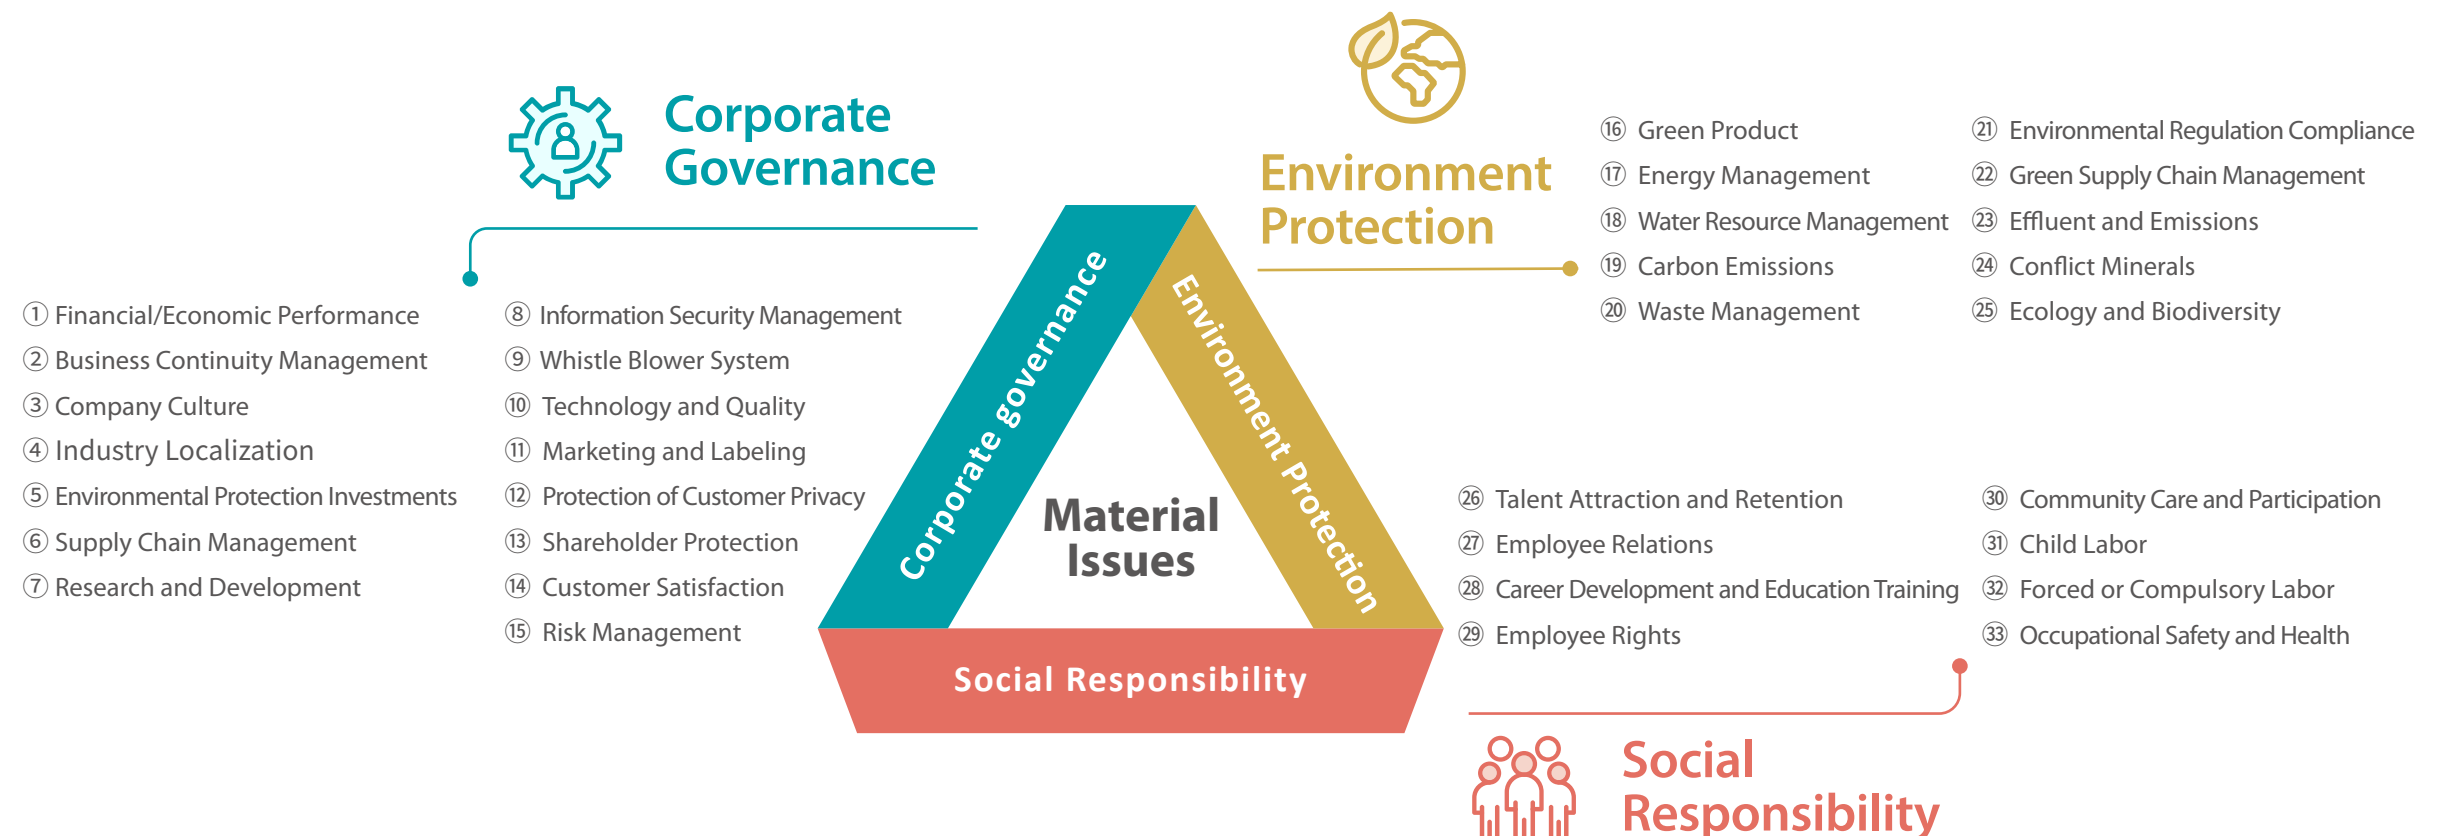 Corporate
Governance
① Financial/Economic Performance
② Business Continuity Management
③ Company Culture
④ Industry Localization
⑤ Environmental Protection Investments
⑥ Supply Chain Management
⑦ Research and Development
⑧ Information Security Management
⑨ Whistle Blower System
⑩ Technology and Quality
⑪ Marketing and Labeling
⑫ Protection of Customer Privacy
⑬ Shareholder Protection
⑭ Customer Satisfaction
⑮ Risk Management
Corporate governance
Environment Protection
Material
Issues
Social Responsibility
Environment
Protection
⑯ Green Product
⑰ Energy Management
⑱ Water Resource Management
⑲ Carbon Emissions
⑳ Waste Management
㉑ Environmental Regulation Compliance
㉒ Green Supply Chain Management
㉓ Effluent and Emissions
㉔ Conflict Minerals
㉕ Ecology and Biodiversity
㉖ Talent Attraction and Retention
㉗ Employee Relations
㉘ Career Development and Education Training
㉙ Employee Rights
㉚ Community Care and Participation
㉛ Child Labor
㉜ Forced or Compulsory Labor
㉝ Occupational Safety and Health
Social
Responsibility